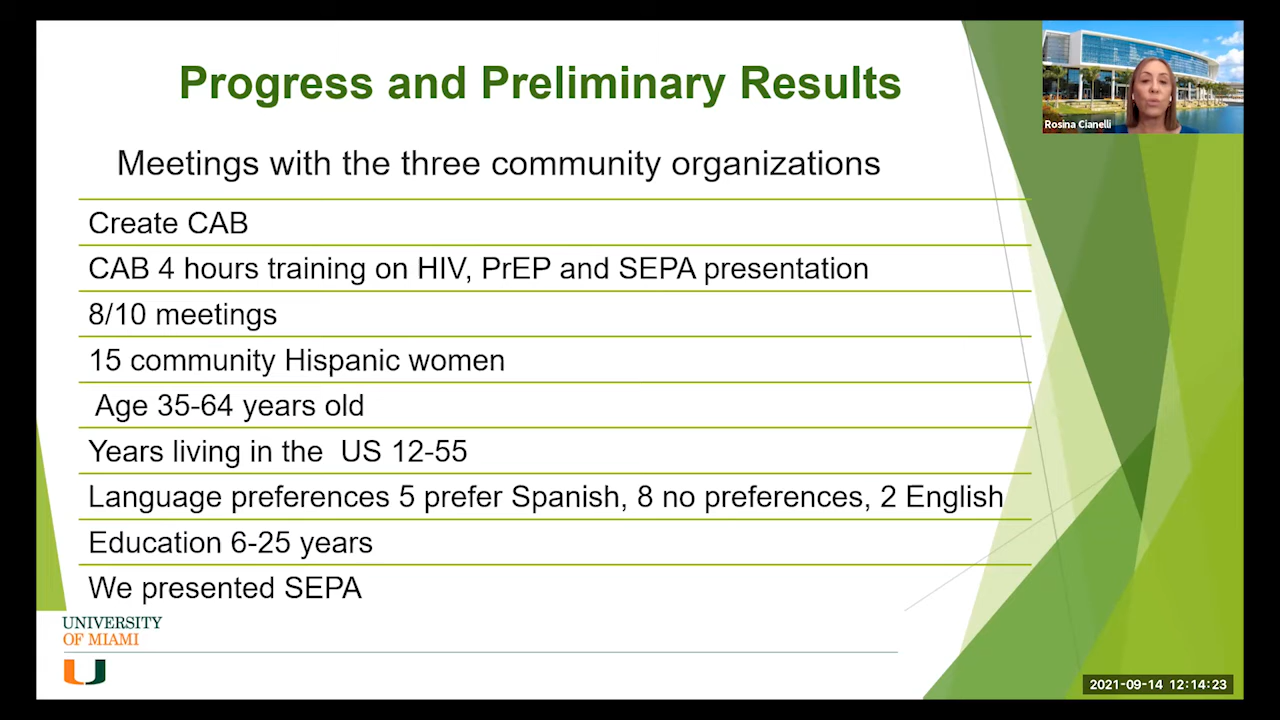 Progress and Preliminary Results
Rosina Cianelli
Meetings with the three community organizations
Create CAB
CAB 4 hours training on HIV, PrEP and SEPA presentation
8/10 meetings
15 community Hispanic women
Age 35-64 years old
Years living in the US 12-55
Language preferences 5 prefer Spanish, 8 no preferences, 2 English
Education 6-25 years
We presented SEPA
UNIVERSITY
OF MIAMI
2021-09-14 12:14:23